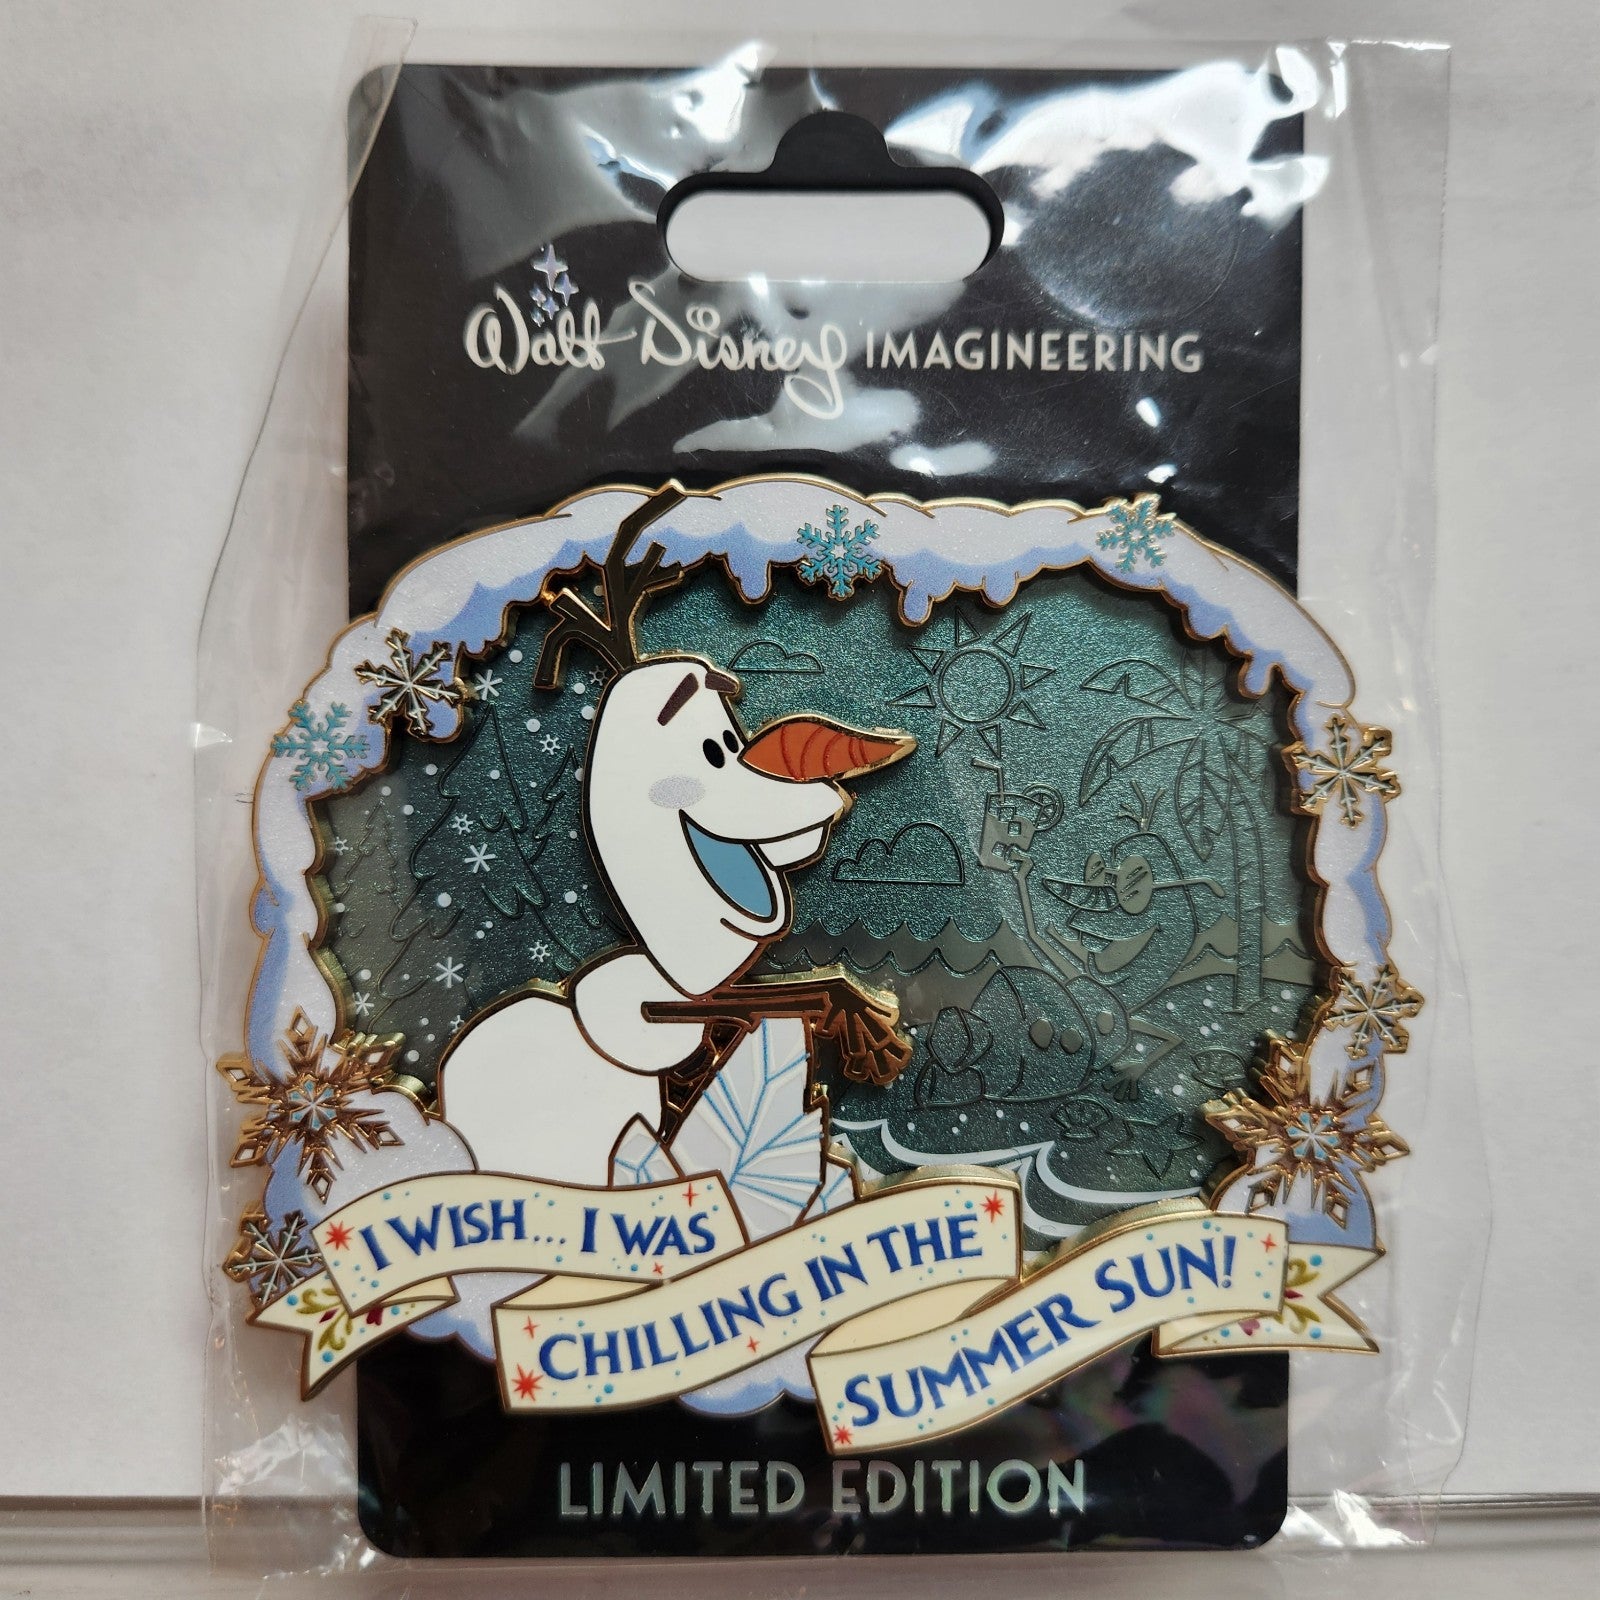 Walt Disney IMAGINEERING
I WISH... I WAS
CHILLING IN THE
SUMMER SUN!
LIMITED EDITION